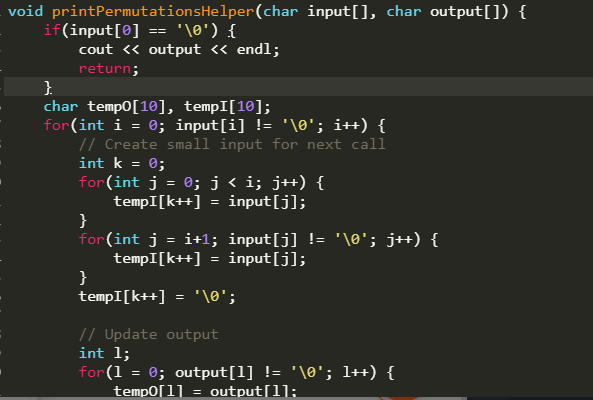 void printPermutationsHelper(char input[], char output[]) {
    if(input[0] == '\0') {
        cout << output << endl;
        return;
    }
    char tempO[10], tempI[10];
    for(int i = 0; input[i] != '\0'; i++) {
        // Create small input for next call
        int k = 0;
        for(int j = 0; j < i; j++) {
            tempI[k++] = input[j];
        }
        for(int j = i+1; input[j] != '\0'; j++) {
            tempI[k++] = input[j];
        }
        tempI[k++] = '\0';

        // Update output
        int l;
        for(l = 0; output[l] != '\0'; l++) {
            tempO[l] = output[l];